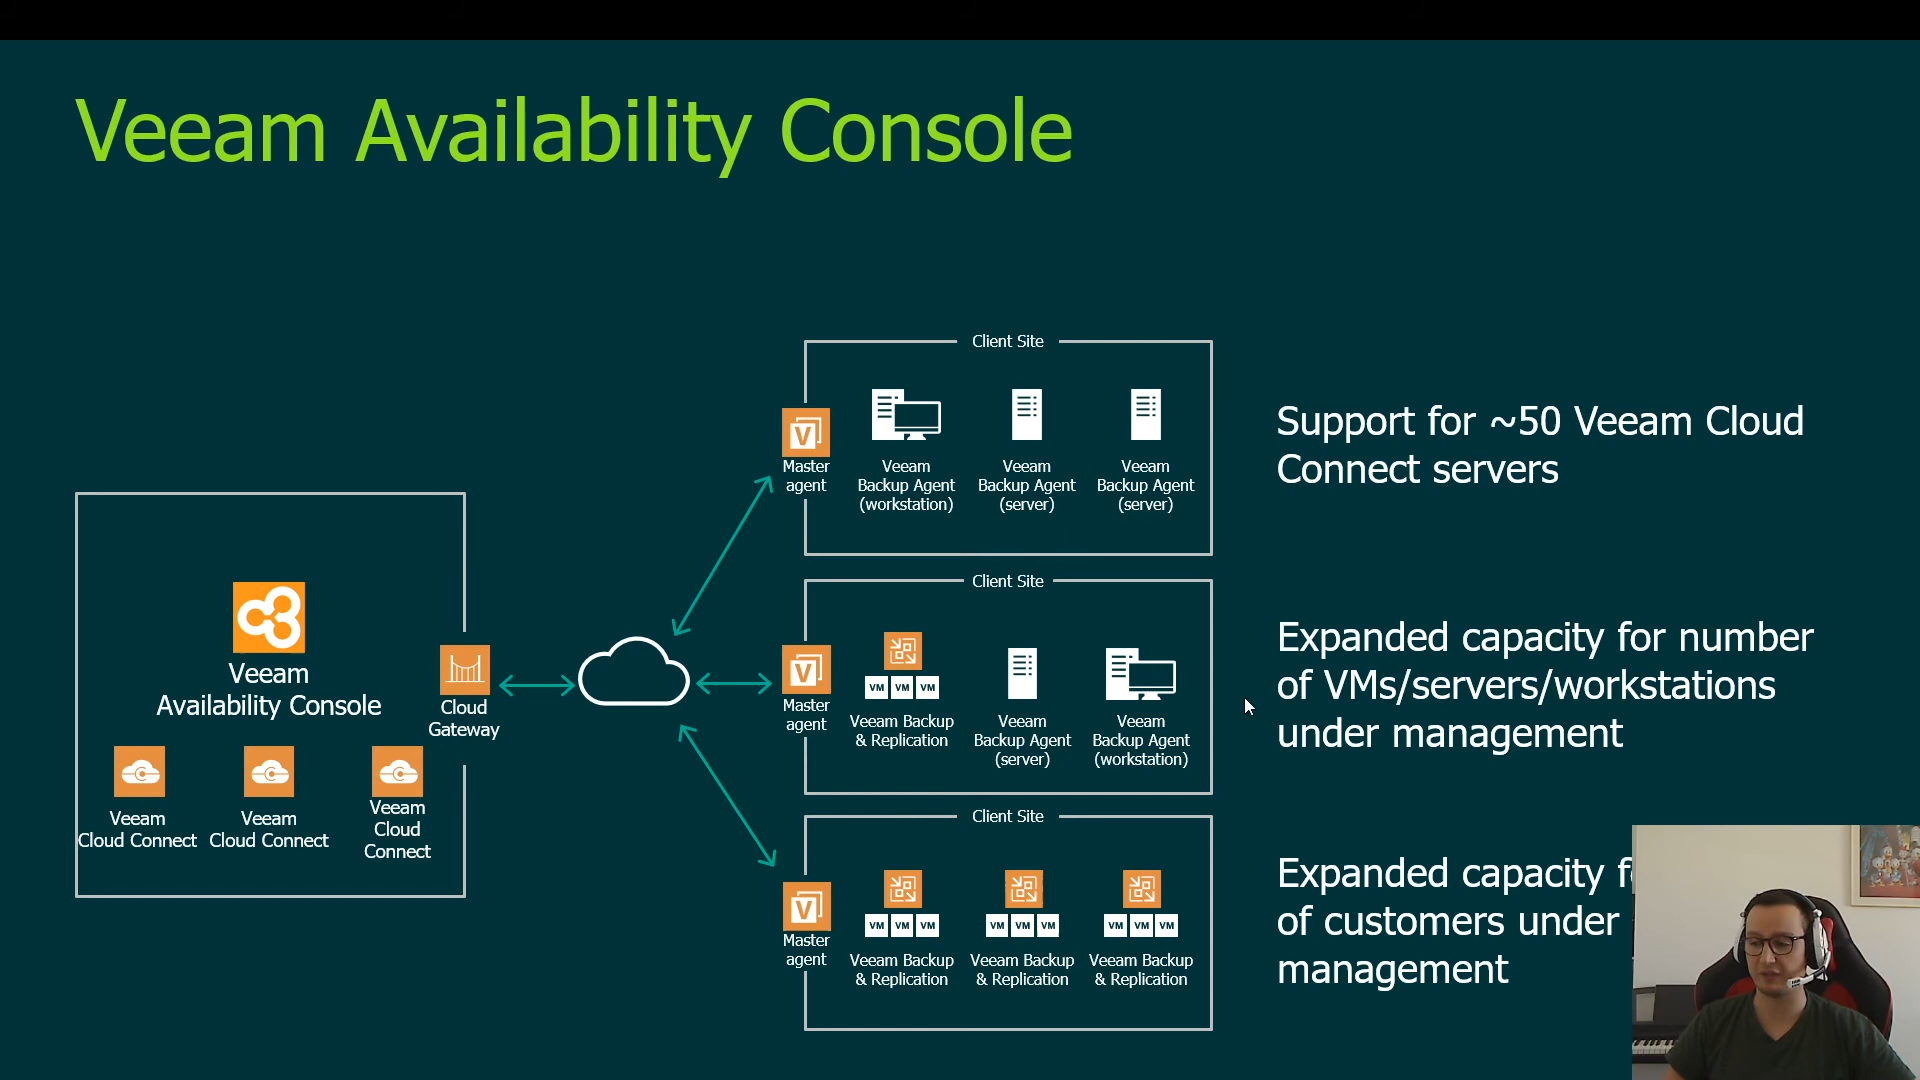 Veeam Availability Console
Client Site
Master
agent
Veeam
Backup Agent
(workstation)
Veeam
Backup Agent
(server)
Veeam
Backup Agent
(server)
Support for ~50 Veeam Cloud
Connect servers
Veeam
Availability Console
Cloud
Gateway
Veeam
Cloud Connect
Veeam
Cloud Connect
Veeam
Cloud
Connect
Client Site
Master
agent
VM VM VM
Veeam Backup
& Replication
Veeam
Backup Agent
(server)
Veeam
Backup Agent
(workstation)
Expanded capacity for number
of VMs/servers/workstations
under management
Client Site
Master
agent
VM VM VM
Veeam Backup
& Replication
VM VM VM
Veeam Backup
& Replication
VM VM VM
Veeam Backup
& Replication
Expanded capacity
of customers under
management